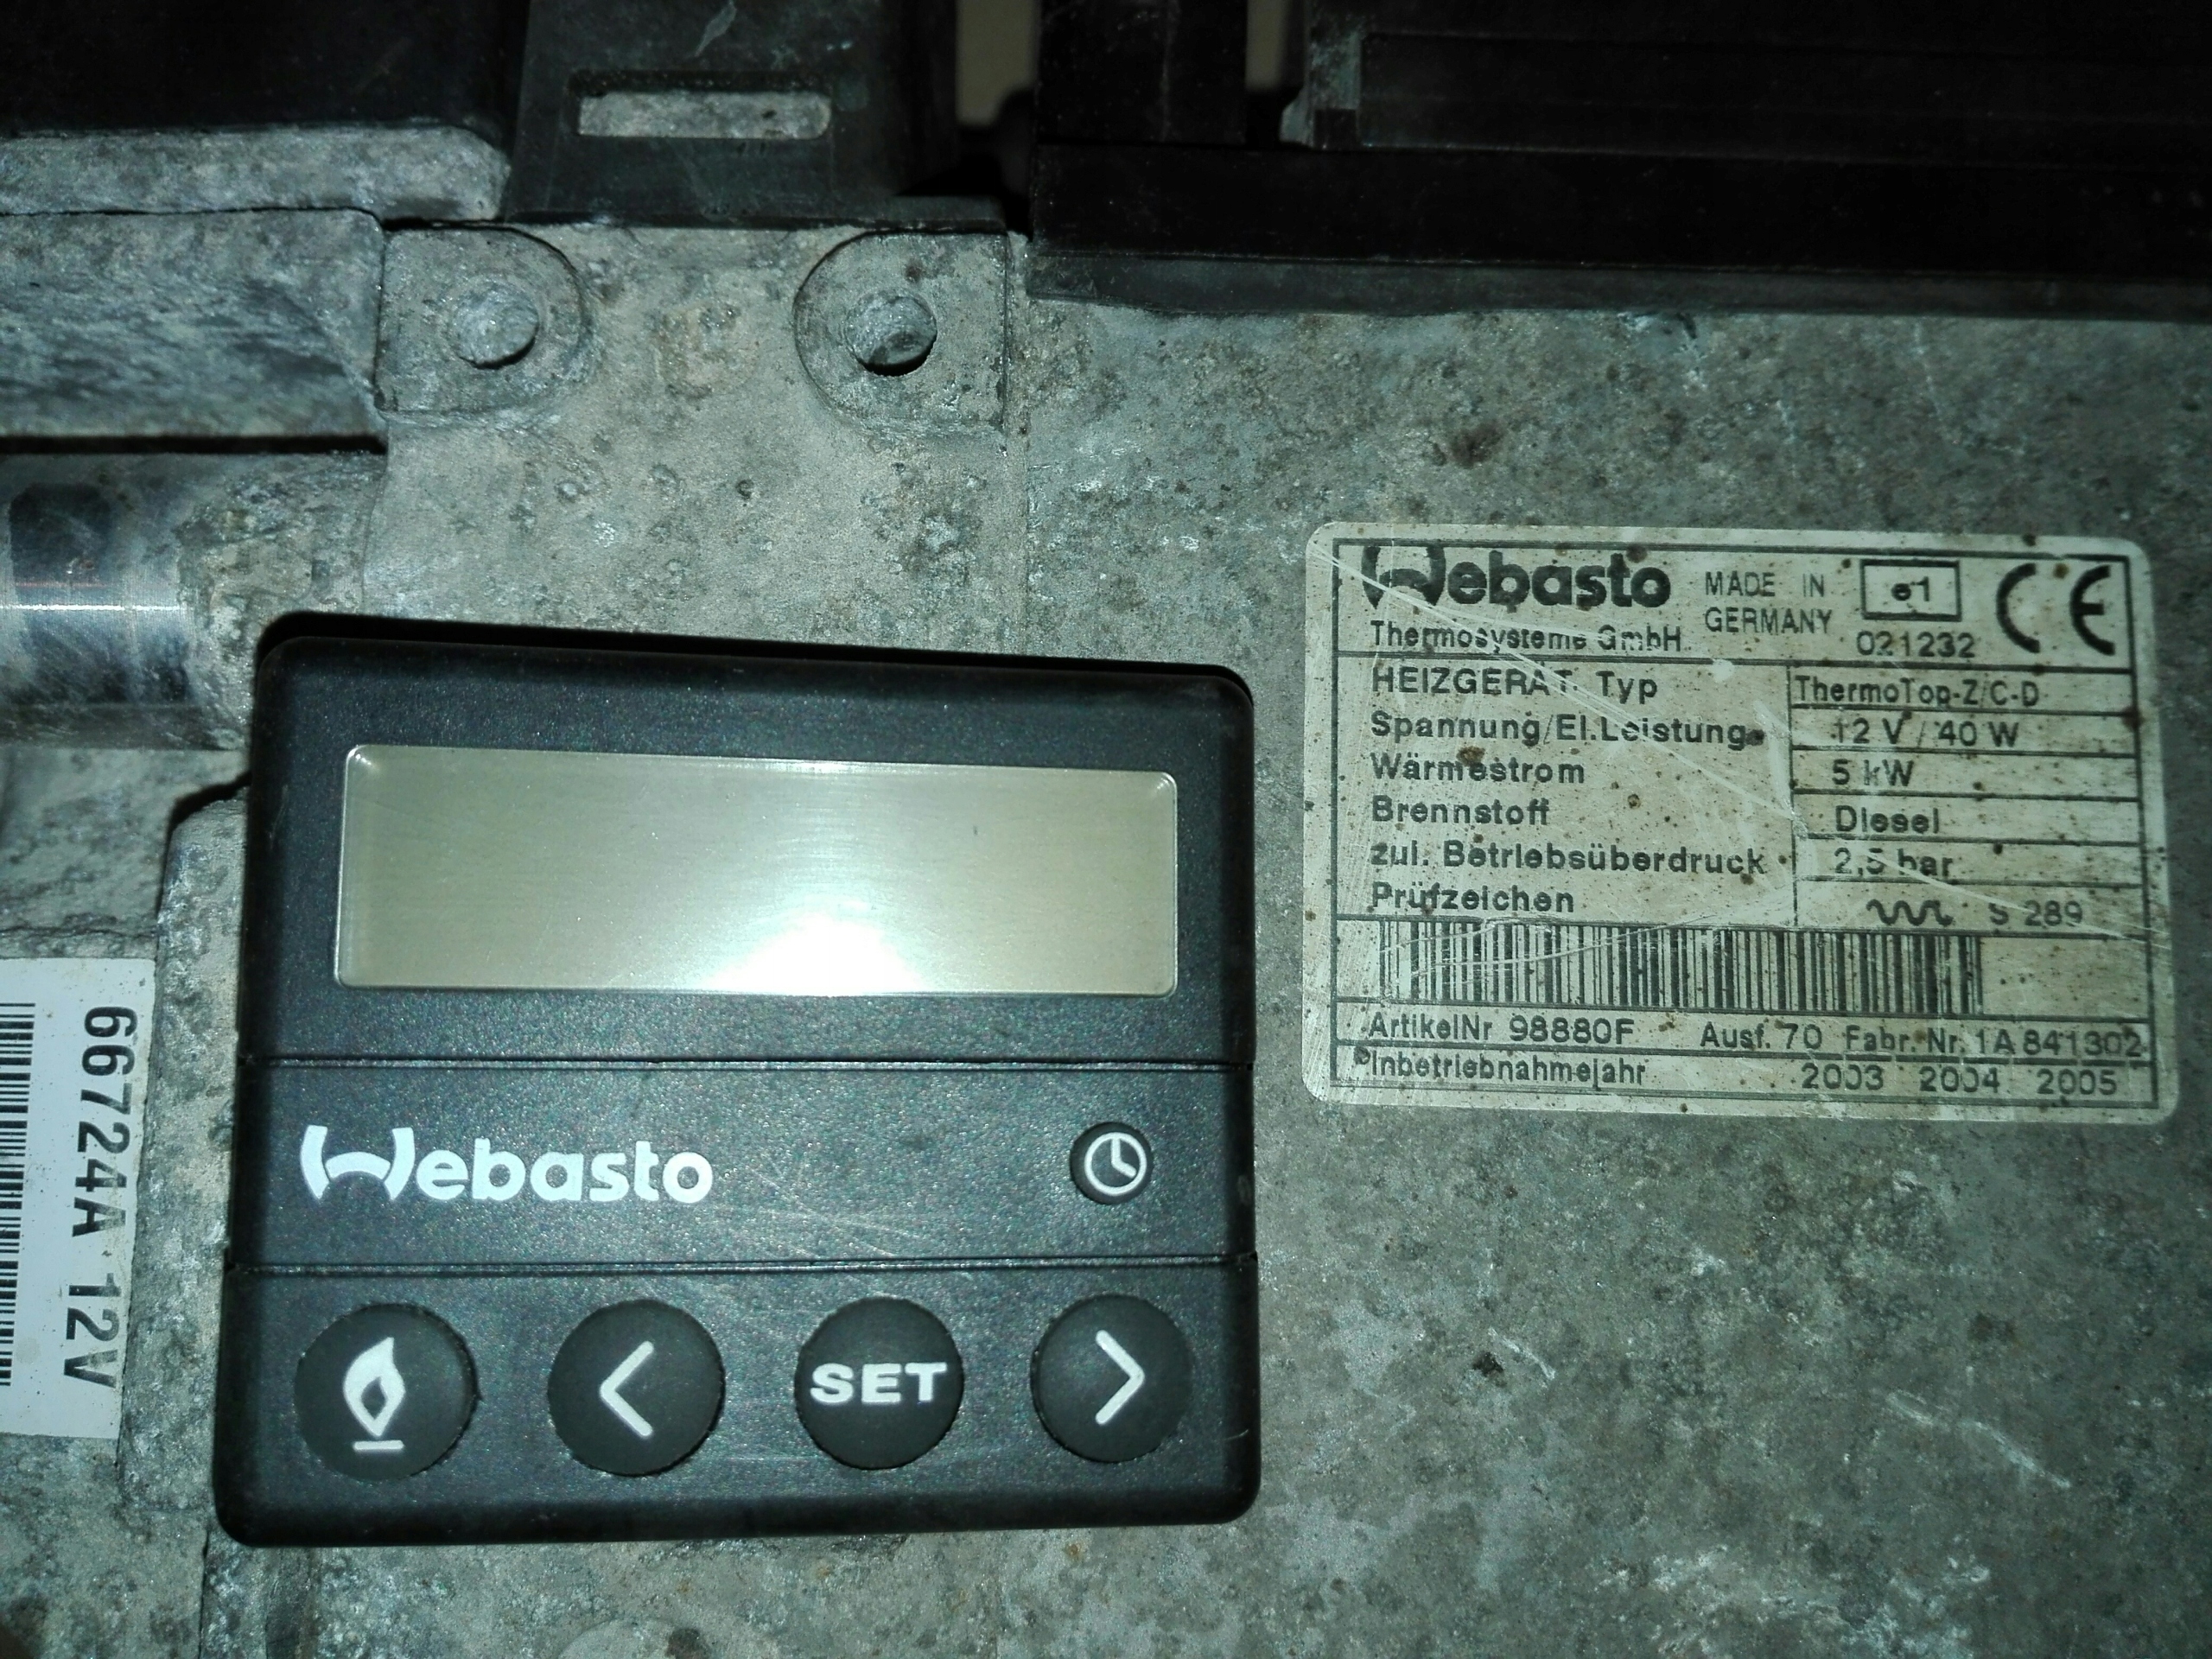 Webasto MADE IN GERMANY e1 CE
Thermosysteme GmbH 021232
HEIZGERÄT Typ ThermoTop-Z/C-D
Spannung/El.Leistung 12 V / 40 W
Wärmestrom 5 kW
Brennstoff Diesel
zul. Betriebsüberdruck 2,5 bar
Prüfzeichen S 289
ArtikelNr 98880F Ausf. 70 Fabr. Nr. 1A 841302
Inbetriebnahmejahr 2003 2004 2005
66724A 12V
Webasto
SET